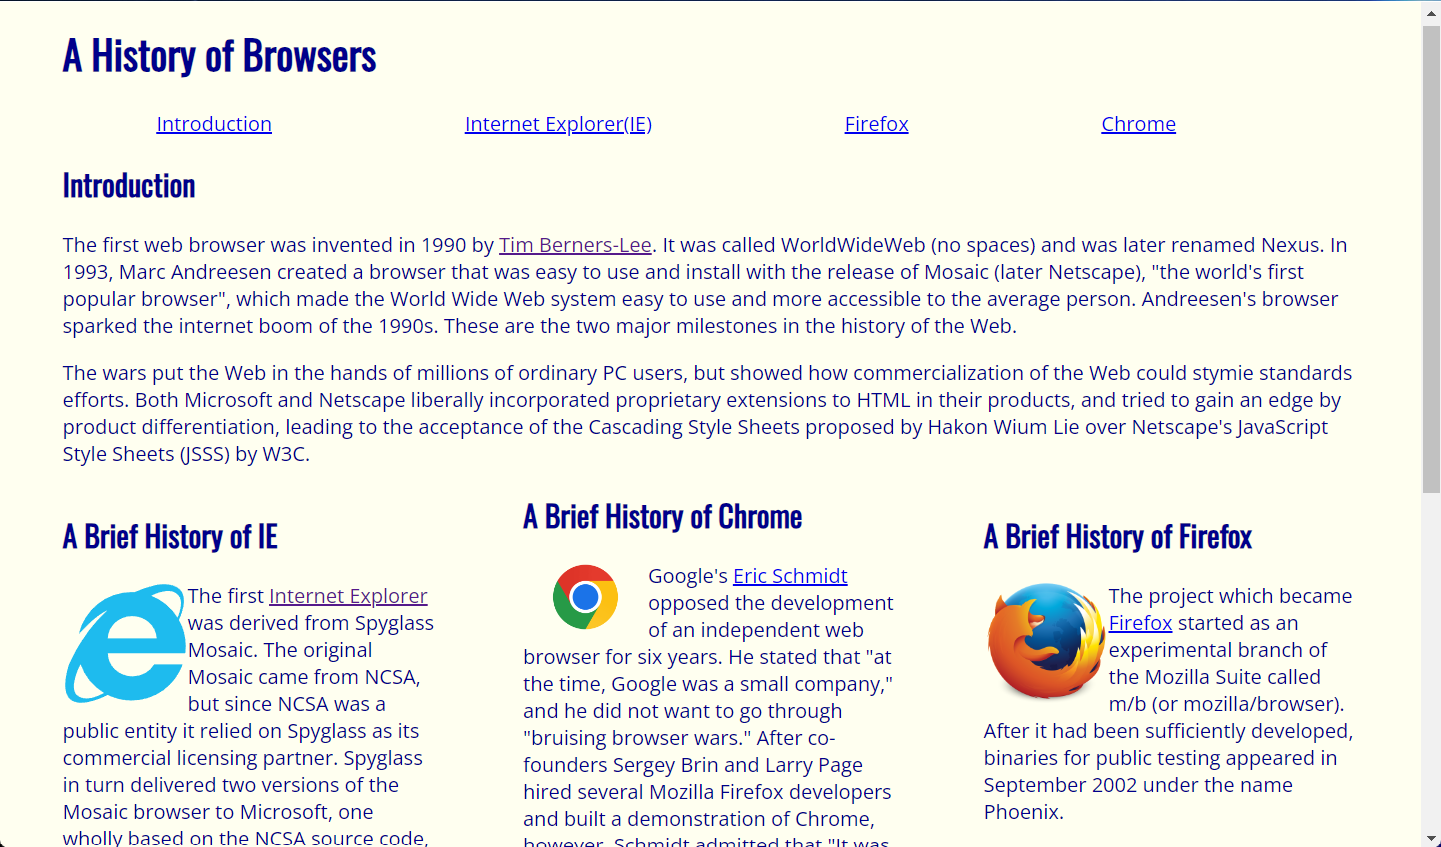 A History of Browsers
Introduction
Internet Explorer(IE)
Firefox
Chrome
Introduction
The first web browser was invented in 1990 by Tim Berners-Lee. It was called WorldWideWeb (no spaces) and was later renamed Nexus. In
1993, Marc Andreesen created a browser that was easy to use and install with the release of Mosaic (later Netscape), "the world's first
popular browser", which made the World Wide Web system easy to use and more accessible to the average person. Andreesen's browser
sparked the internet boom of the 1990s. These are the two major milestones in the history of the Web.
The wars put the Web in the hands of millions of ordinary PC users, but showed how commercialization of the Web could stymie standards
efforts. Both Microsoft and Netscape liberally incorporated proprietary extensions to HTML in their products, and tried to gain an edge by
product differentiation, leading to the acceptance of the Cascading Style Sheets proposed by Hakon Wium Lie over Netscape's JavaScript
Style Sheets (JSSS) by W3C.
A Brief History of IE
The first Internet Explorer
was derived from Spyglass
Mosaic. The original
Mosaic came from NCSA,
but since NCSA was a
public entity it relied on Spyglass as its
commercial licensing partner. Spyglass
in turn delivered two versions of the
Mosaic browser to Microsoft, one
wholly based on the NCSA source code,
A Brief History of Chrome
Google's Eric Schmidt
opposed the development
of an independent web
browser for six years. He stated that "at
the time, Google was a small company,"
and he did not want to go through
"bruising browser wars." After co-
founders Sergey Brin and Larry Page
hired several Mozilla Firefox developers
and built a demonstration of Chrome,
however, Schmidt admitted that "It was
A Brief History of Firefox
The project which became
Firefox started as an
experimental branch of
the Mozilla Suite called
m/b (or mozilla/browser).
After it had been sufficiently developed,
binaries for public testing appeared in
September 2002 under the name
Phoenix.